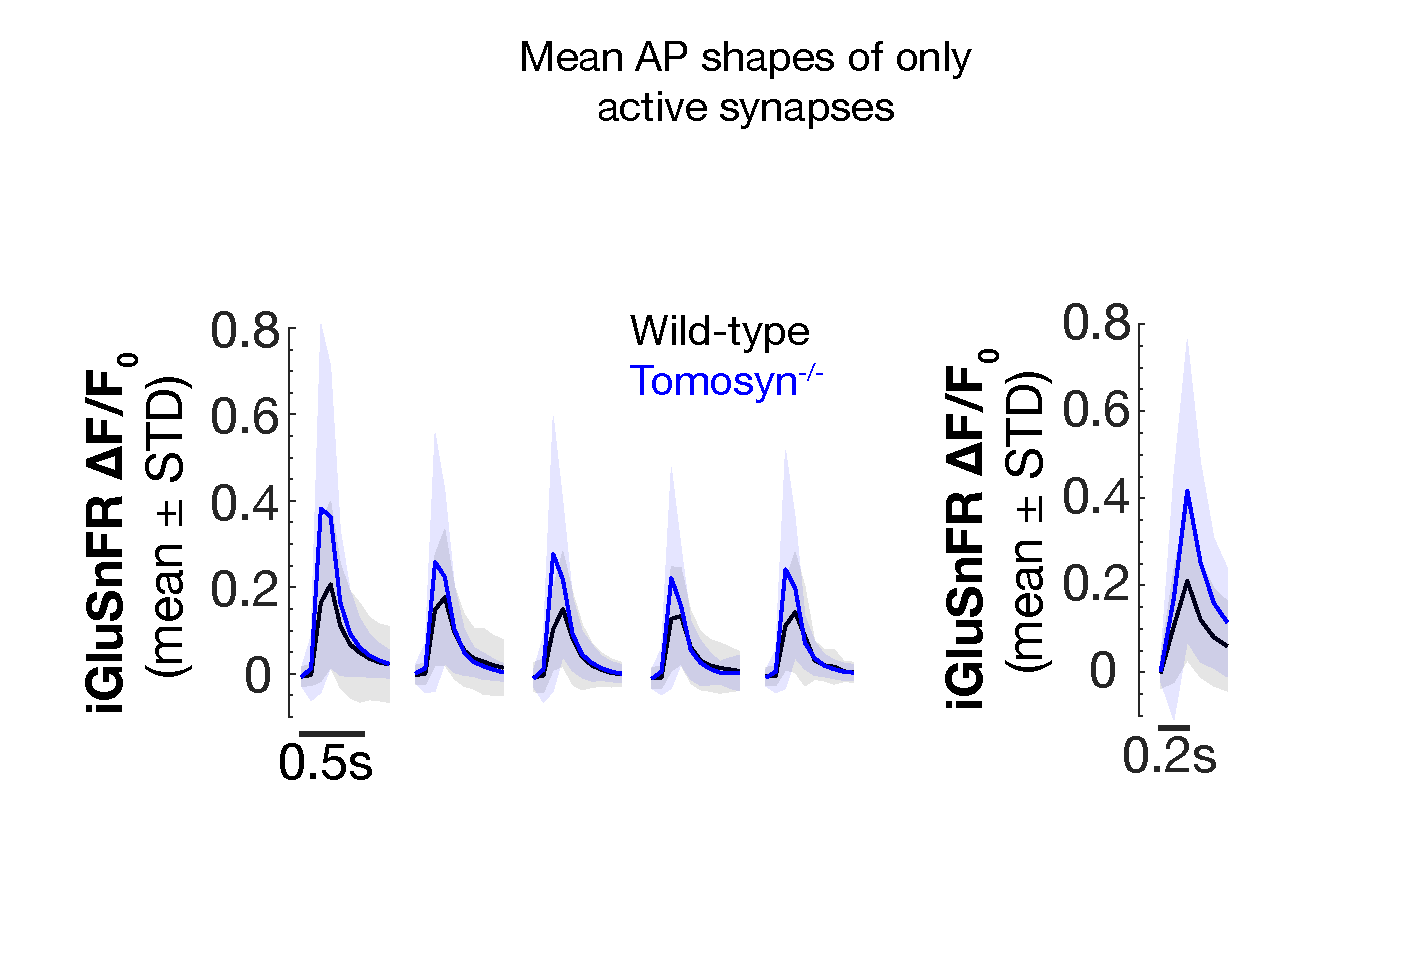 Mean AP shapes of only
active synapses
iGluSnFR ΔF/F0
(mean ± STD)
0.8
0.6
0.4
0.2
0
0.5s
Wild-type
Tomosyn-/-
iGluSnFR ΔF/F0
(mean ± STD)
0.8
0.6
0.4
0.2
0
0.2s